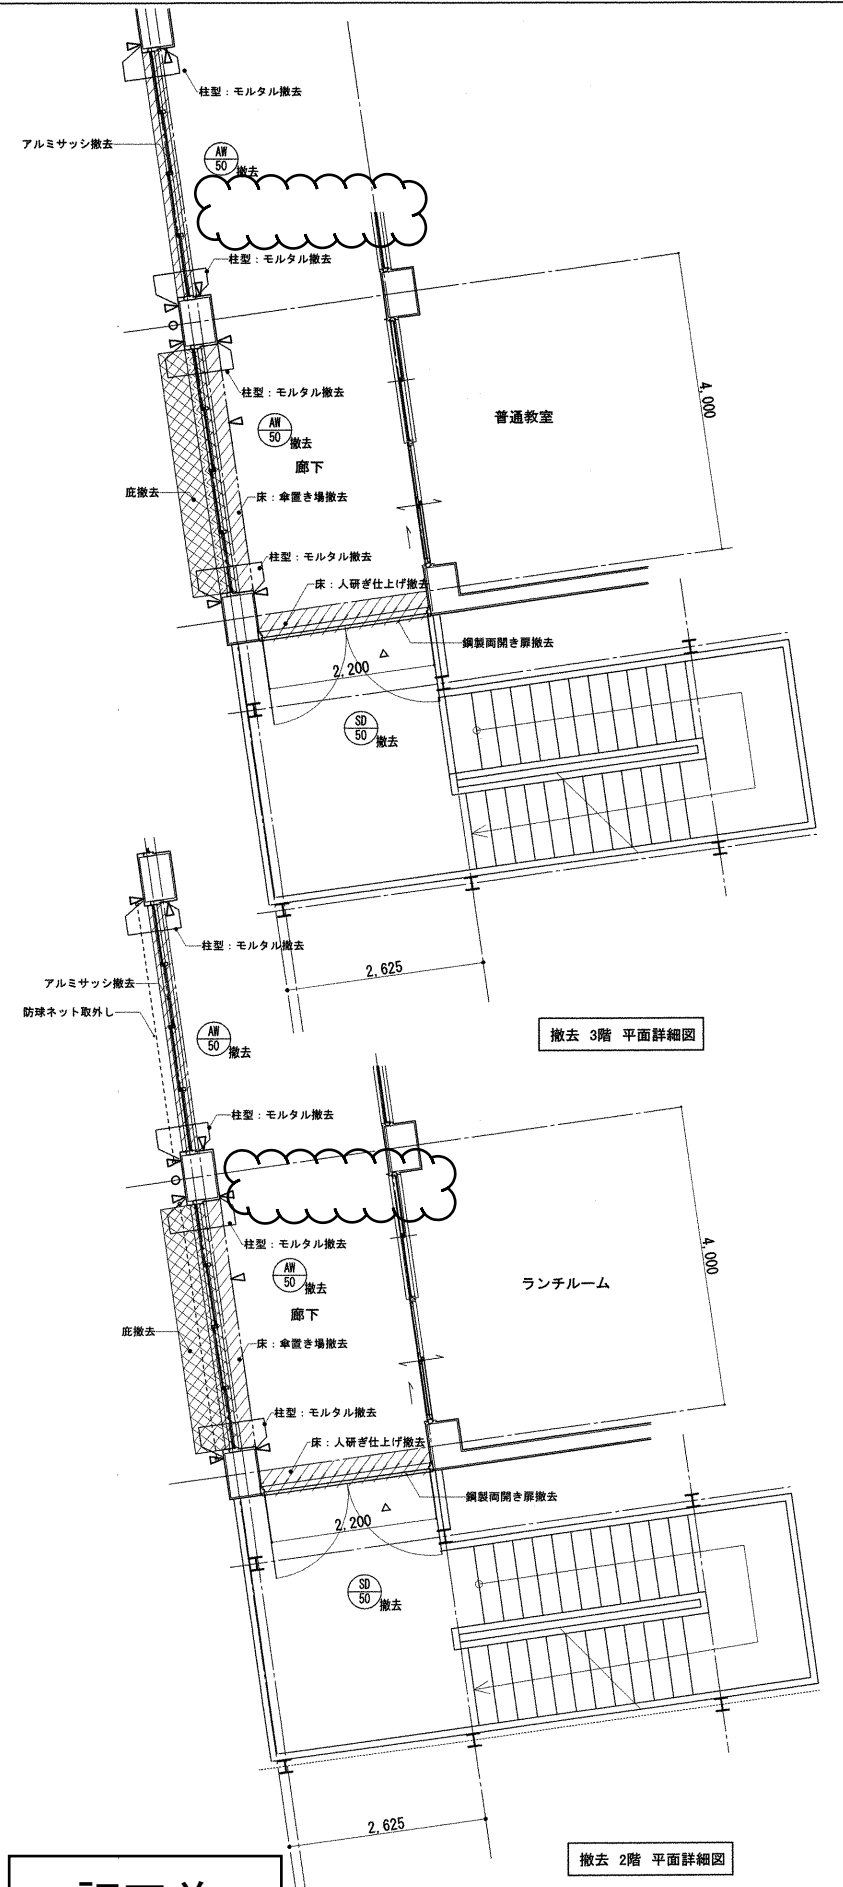 柱型：モルタル撤去
アルミサッシ撤去
AW
50
撤去
柱型：モルタル撤去
柱型：モルタル撤去
4,000
普通教室
AW
50
撤去
廊下
庇撤去
床：傘置き場撤去
柱型：モルタル撤去
床：人研ぎ仕上げ撤去
鋼製両開き扉撤去
2,200
SD
50
撤去
2,625
撤去 3階 平面詳細図
柱型：モルタル撤去
アルミサッシ撤去
防球ネット取外し
AW
50
撤去
柱型：モルタル撤去
柱型：モルタル撤去
4,000
AW
50
撤去
ランチルーム
廊下
庇撤去
床：傘置き場撤去
柱型：モルタル撤去
床：人研ぎ仕上げ撤去
鋼製両開き扉撤去
2,200
SD
50
撤去
2,625
撤去 2階 平面詳細図